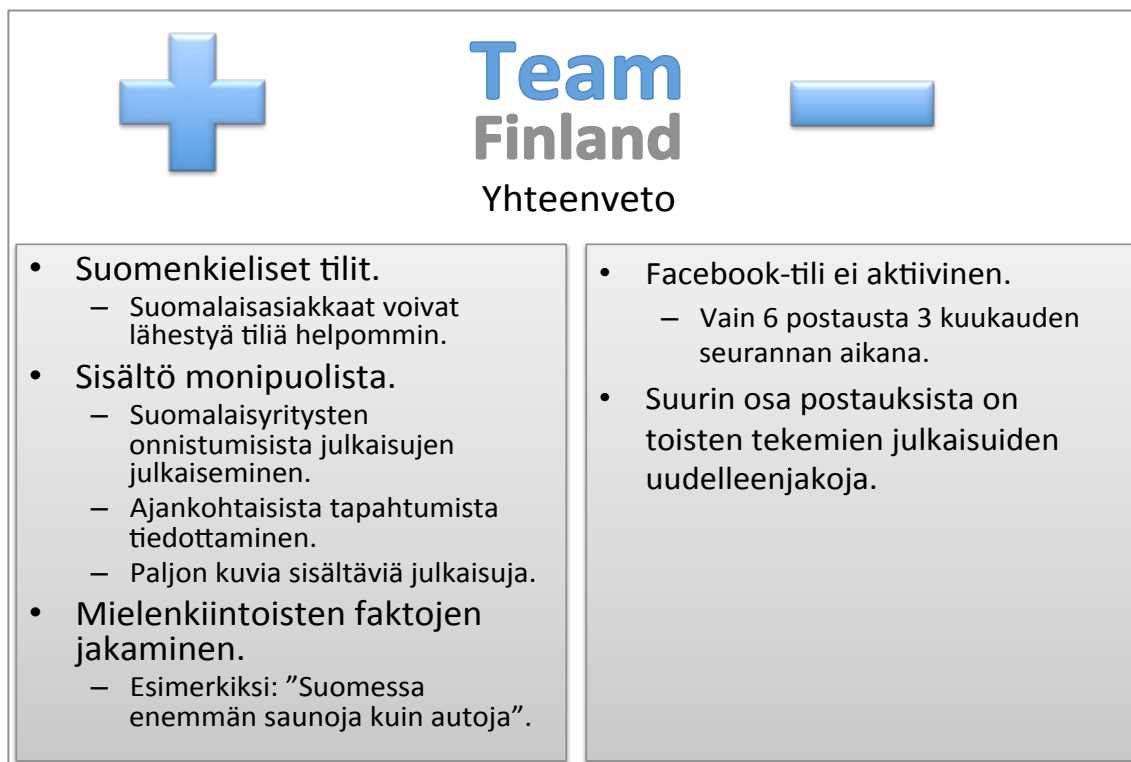 Team
Finland
Yhteenveto
• Suomenkieliset tilit.
– Suomalaisasiakkaat voivat
lähestyä tiliä helpommin.
• Sisältö monipuolista.
– Suomalaisyritysten
onnistumisista julkaisujen
julkaiseminen.
– Ajankohtaisista tapahtumista
tiedottaminen.
– Paljon kuvia sisältäviä julkaisuja.
• Mielenkiintoisten faktojen
jakaminen.
– Esimerkiksi: ”Suomessa
enemmän saunoja kuin autoja”.
• Facebook-tili ei aktiivinen.
– Vain 6 postausta 3 kuukauden
seurannan aikana.
• Suurin osa postauksista on
toisten tekemien julkaisuiden
uudelleenjakoja.